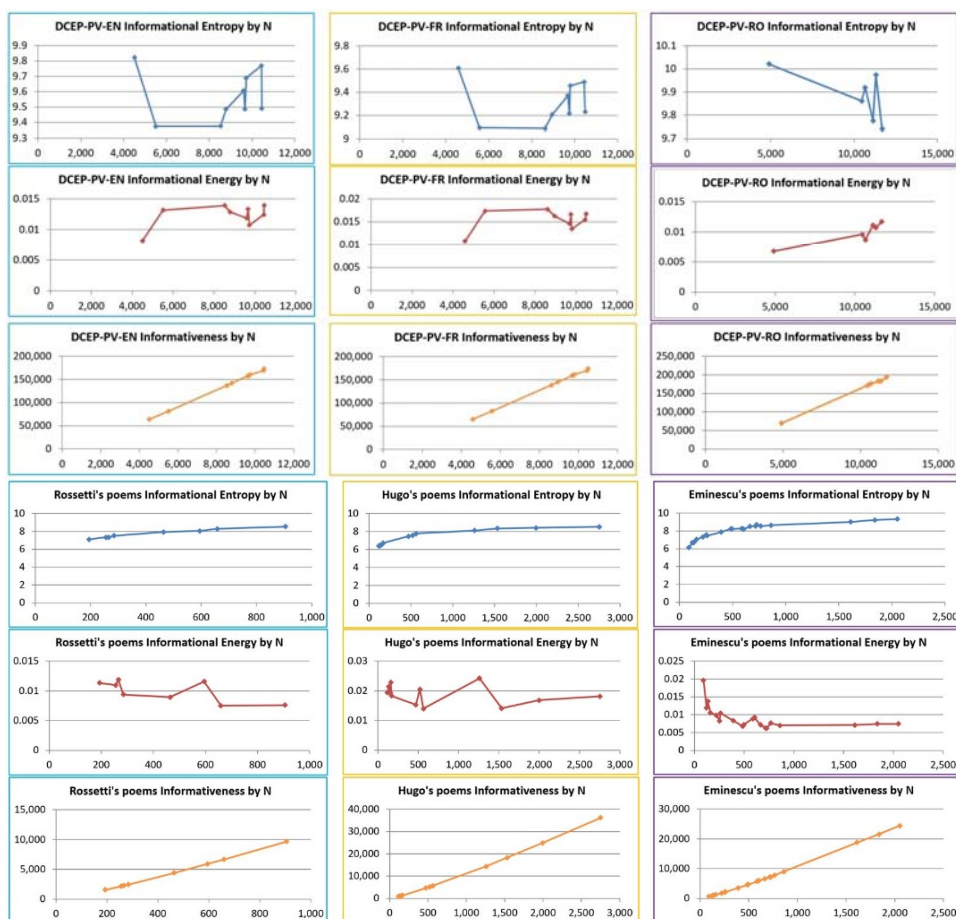 DCEP-PV-EN Informational Entropy by N
9.9
9.8
9.7
9.6
9.5
9.4
9.3
0 2,000 4,000 6,000 8,000 10,000 12,000
DCEP-PV-FR Informational Entropy by N
9.8
9.6
9.4
9.2
9
0 2,000 4,000 6,000 8,000 10,000 12,000
DCEP-PV-RO Informational Entropy by N
10.1
10
9.9
9.8
9.7
0 5,000 10,000 15,000
DCEP-PV-EN Informational Energy by N
0.015
0.01
0.005
0
0 2,000 4,000 6,000 8,000 10,000 12,000
DCEP-PV-FR Informational Energy by N
0.02
0.015
0.01
0.005
0
0 2,000 4,000 6,000 8,000 10,000 12,000
DCEP-PV-RO Informational Energy by N
0.015
0.01
0.005
0
0 5,000 10,000 15,000
DCEP-PV-EN Informativeness by N
200,000
150,000
100,000
50,000
0
0 2,000 4,000 6,000 8,000 10,000 12,000
DCEP-PV-FR Informativeness by N
200,000
150,000
100,000
50,000
0
0 2,000 4,000 6,000 8,000 10,000 12,000
DCEP-PV-RO Informativeness by N
250,000
200,000
150,000
100,000
50,000
0
0 5,000 10,000 15,000
Rossetti's poems Informational Entropy by N
10
8
6
4
2
0
0 200 400 600 800 1,000
Hugo's poems Informational Entropy by N
10
8
6
4
2
0
0 500 1,000 1,500 2,000 2,500 3,000
Eminescu's poems Informational Entropy by N
10
8
6
4
2
0
0 500 1,000 1,500 2,000 2,500
Rossetti's poems Informational Energy by N
0.015
0.01
0.005
0
0 200 400 600 800 1,000
Hugo's poems Informational Energy by N
0.03
0.02
0.01
0
0 500 1,000 1,500 2,000 2,500 3,000
Eminescu's poems Informational Energy by N
0.025
0.02
0.015
0.01
0.005
0
0 500 1,000 1,500 2,000 2,500
Rossetti's poems Informativeness by N
15,000
10,000
5,000
0
0 200 400 600 800 1,000
Hugo's poems Informativeness by N
40,000
30,000
20,000
10,000
0
0 500 1,000 1,500 2,000 2,500 3,000
Eminescu's poems Informativeness by N
30,000
20,000
10,000
0
0 500 1,000 1,500 2,000 2,500